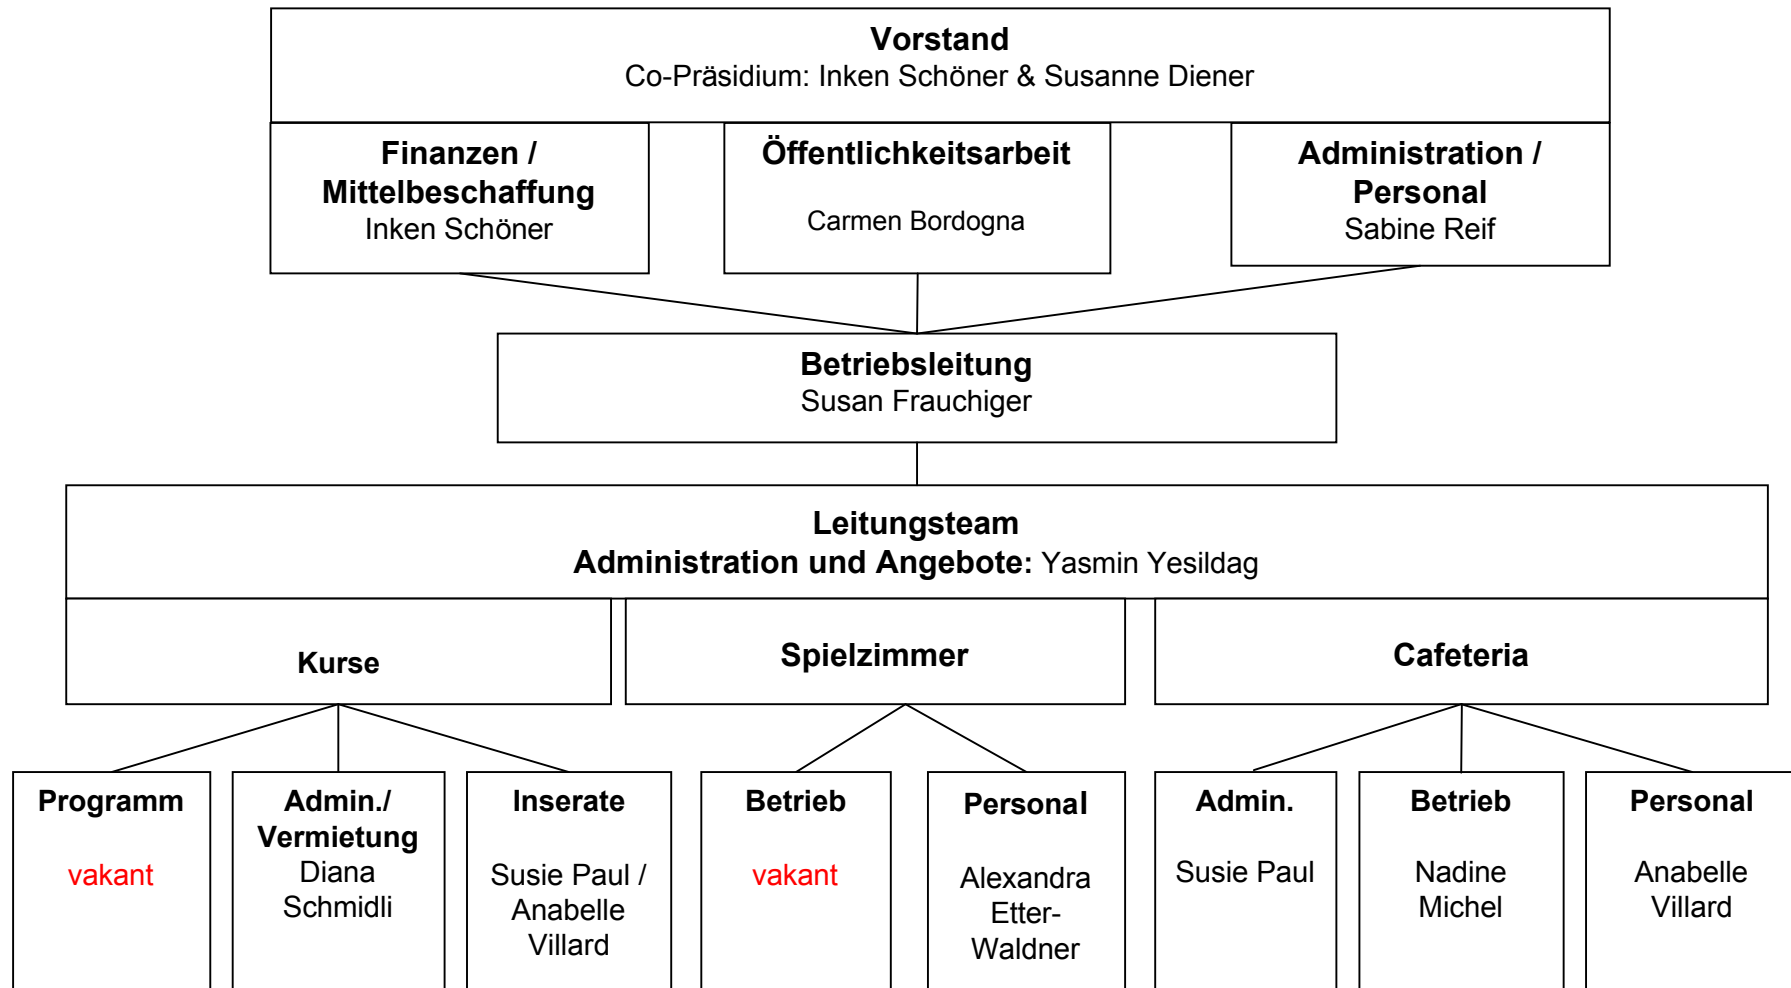 Vorstand
Co-Präsidium: Inken Schöner & Susanne Diener
Finanzen /
Mittelbeschaffung
Inken Schöner
Öffentlichkeitsarbeit
Carmen Bordogna
Administration /
Personal
Sabine Reif
Betriebsleitung
Susan Frauchiger
Leitungsteam
Administration und Angebote: Yasmin Yesildag
Kurse
Spielzimmer
Cafeteria
Programm
vakant
Admin./
Vermietung
Diana
Schmidli
Inserate
Susie Paul /
Anabelle
Villard
Betrieb
vakant
Personal
Alexandra
Etter-
Waldner
Admin.
Susie Paul
Betrieb
Nadine
Michel
Personal
Anabelle
Villard